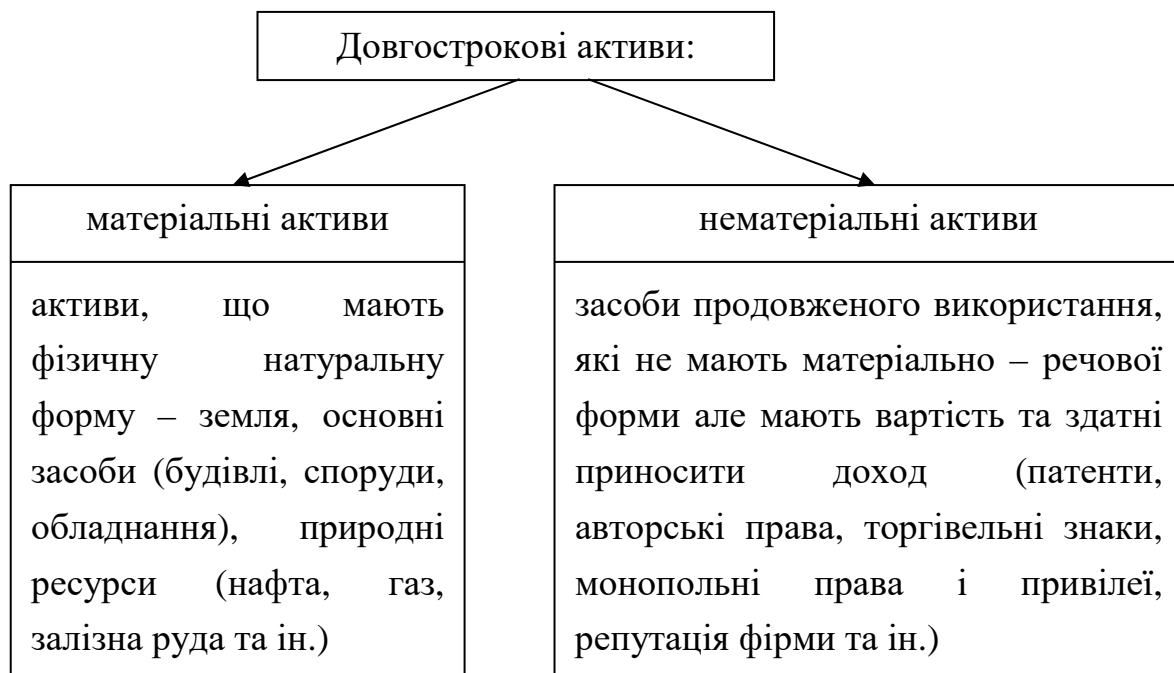 Довгострокові активи:
матеріальні активи
активи, що мають
фізичну натуральну
форму – земля, основні
засоби (будівлі, споруди,
обладнання), природні
ресурси (нафта, газ,
залізна руда та ін.)
нематеріальні активи
засоби продовженого використання,
які не мають матеріально – речової
форми але мають вартість та здатні
приносити доход (патенти,
авторські права, торгівельні знаки,
монопольні права і привілеї,
репутація фірми та ін.)